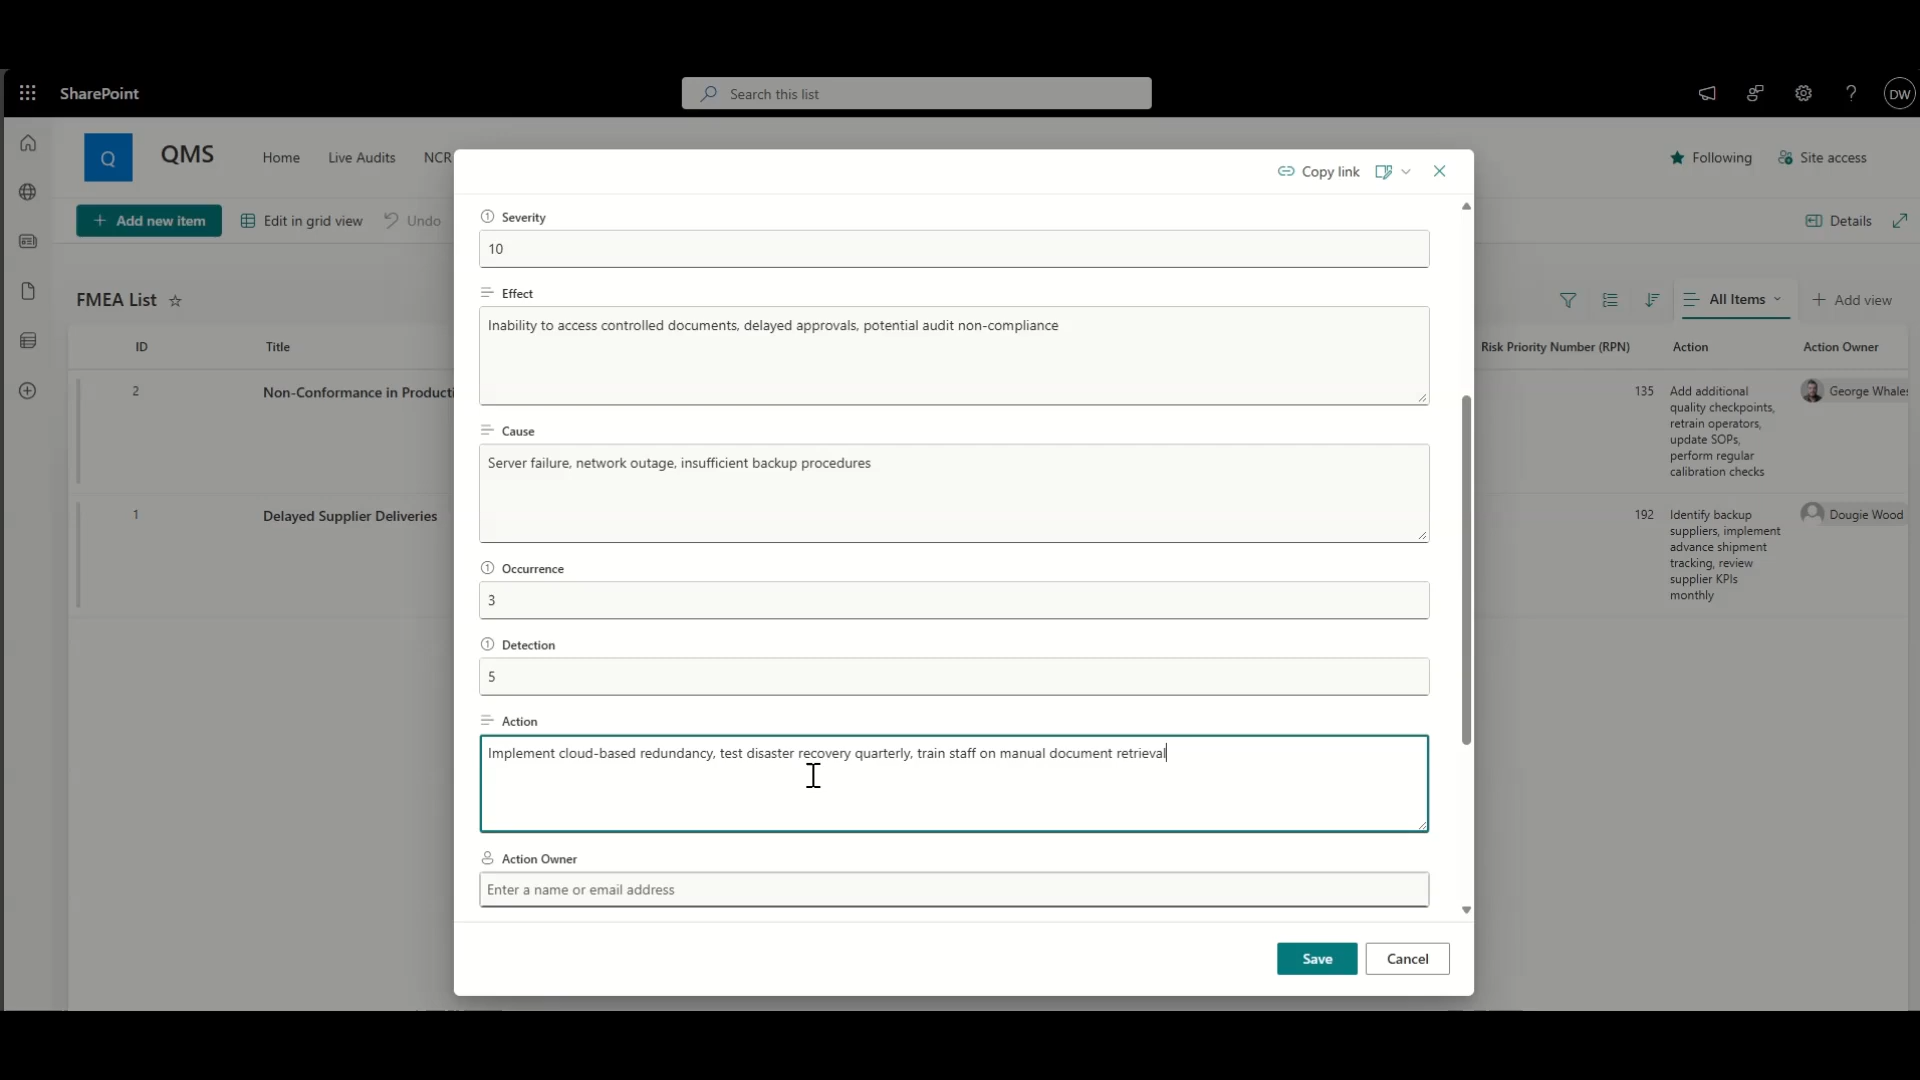 SharePoint
Search this list
DW
Q
QMS
Home
Live Audits
NCR
Following
Site access
Add new item
Edit in grid view
Undo
Details
FMEA List
All Items
Add view
ID
Title
Risk Priority Number (RPN)
Action
Action Owner
2
Non-Conformance in Producti
135
Add additional
quality checkpoints,
retrain operators,
update SOPs,
perform regular
calibration checks
George Whales
1
Delayed Supplier Deliveries
192
Identify backup
suppliers, implement
advance shipment
tracking, review
supplier KPIs
monthly
Dougie Wood
Copy link
Severity
10
Effect
Inability to access controlled documents, delayed approvals, potential audit non-compliance
Cause
Server failure, network outage, insufficient backup procedures
Occurrence
3
Detection
5
Action
Implement cloud-based redundancy, test disaster recovery quarterly, train staff on manual document retrieval
Action Owner
Enter a name or email address
Save
Cancel